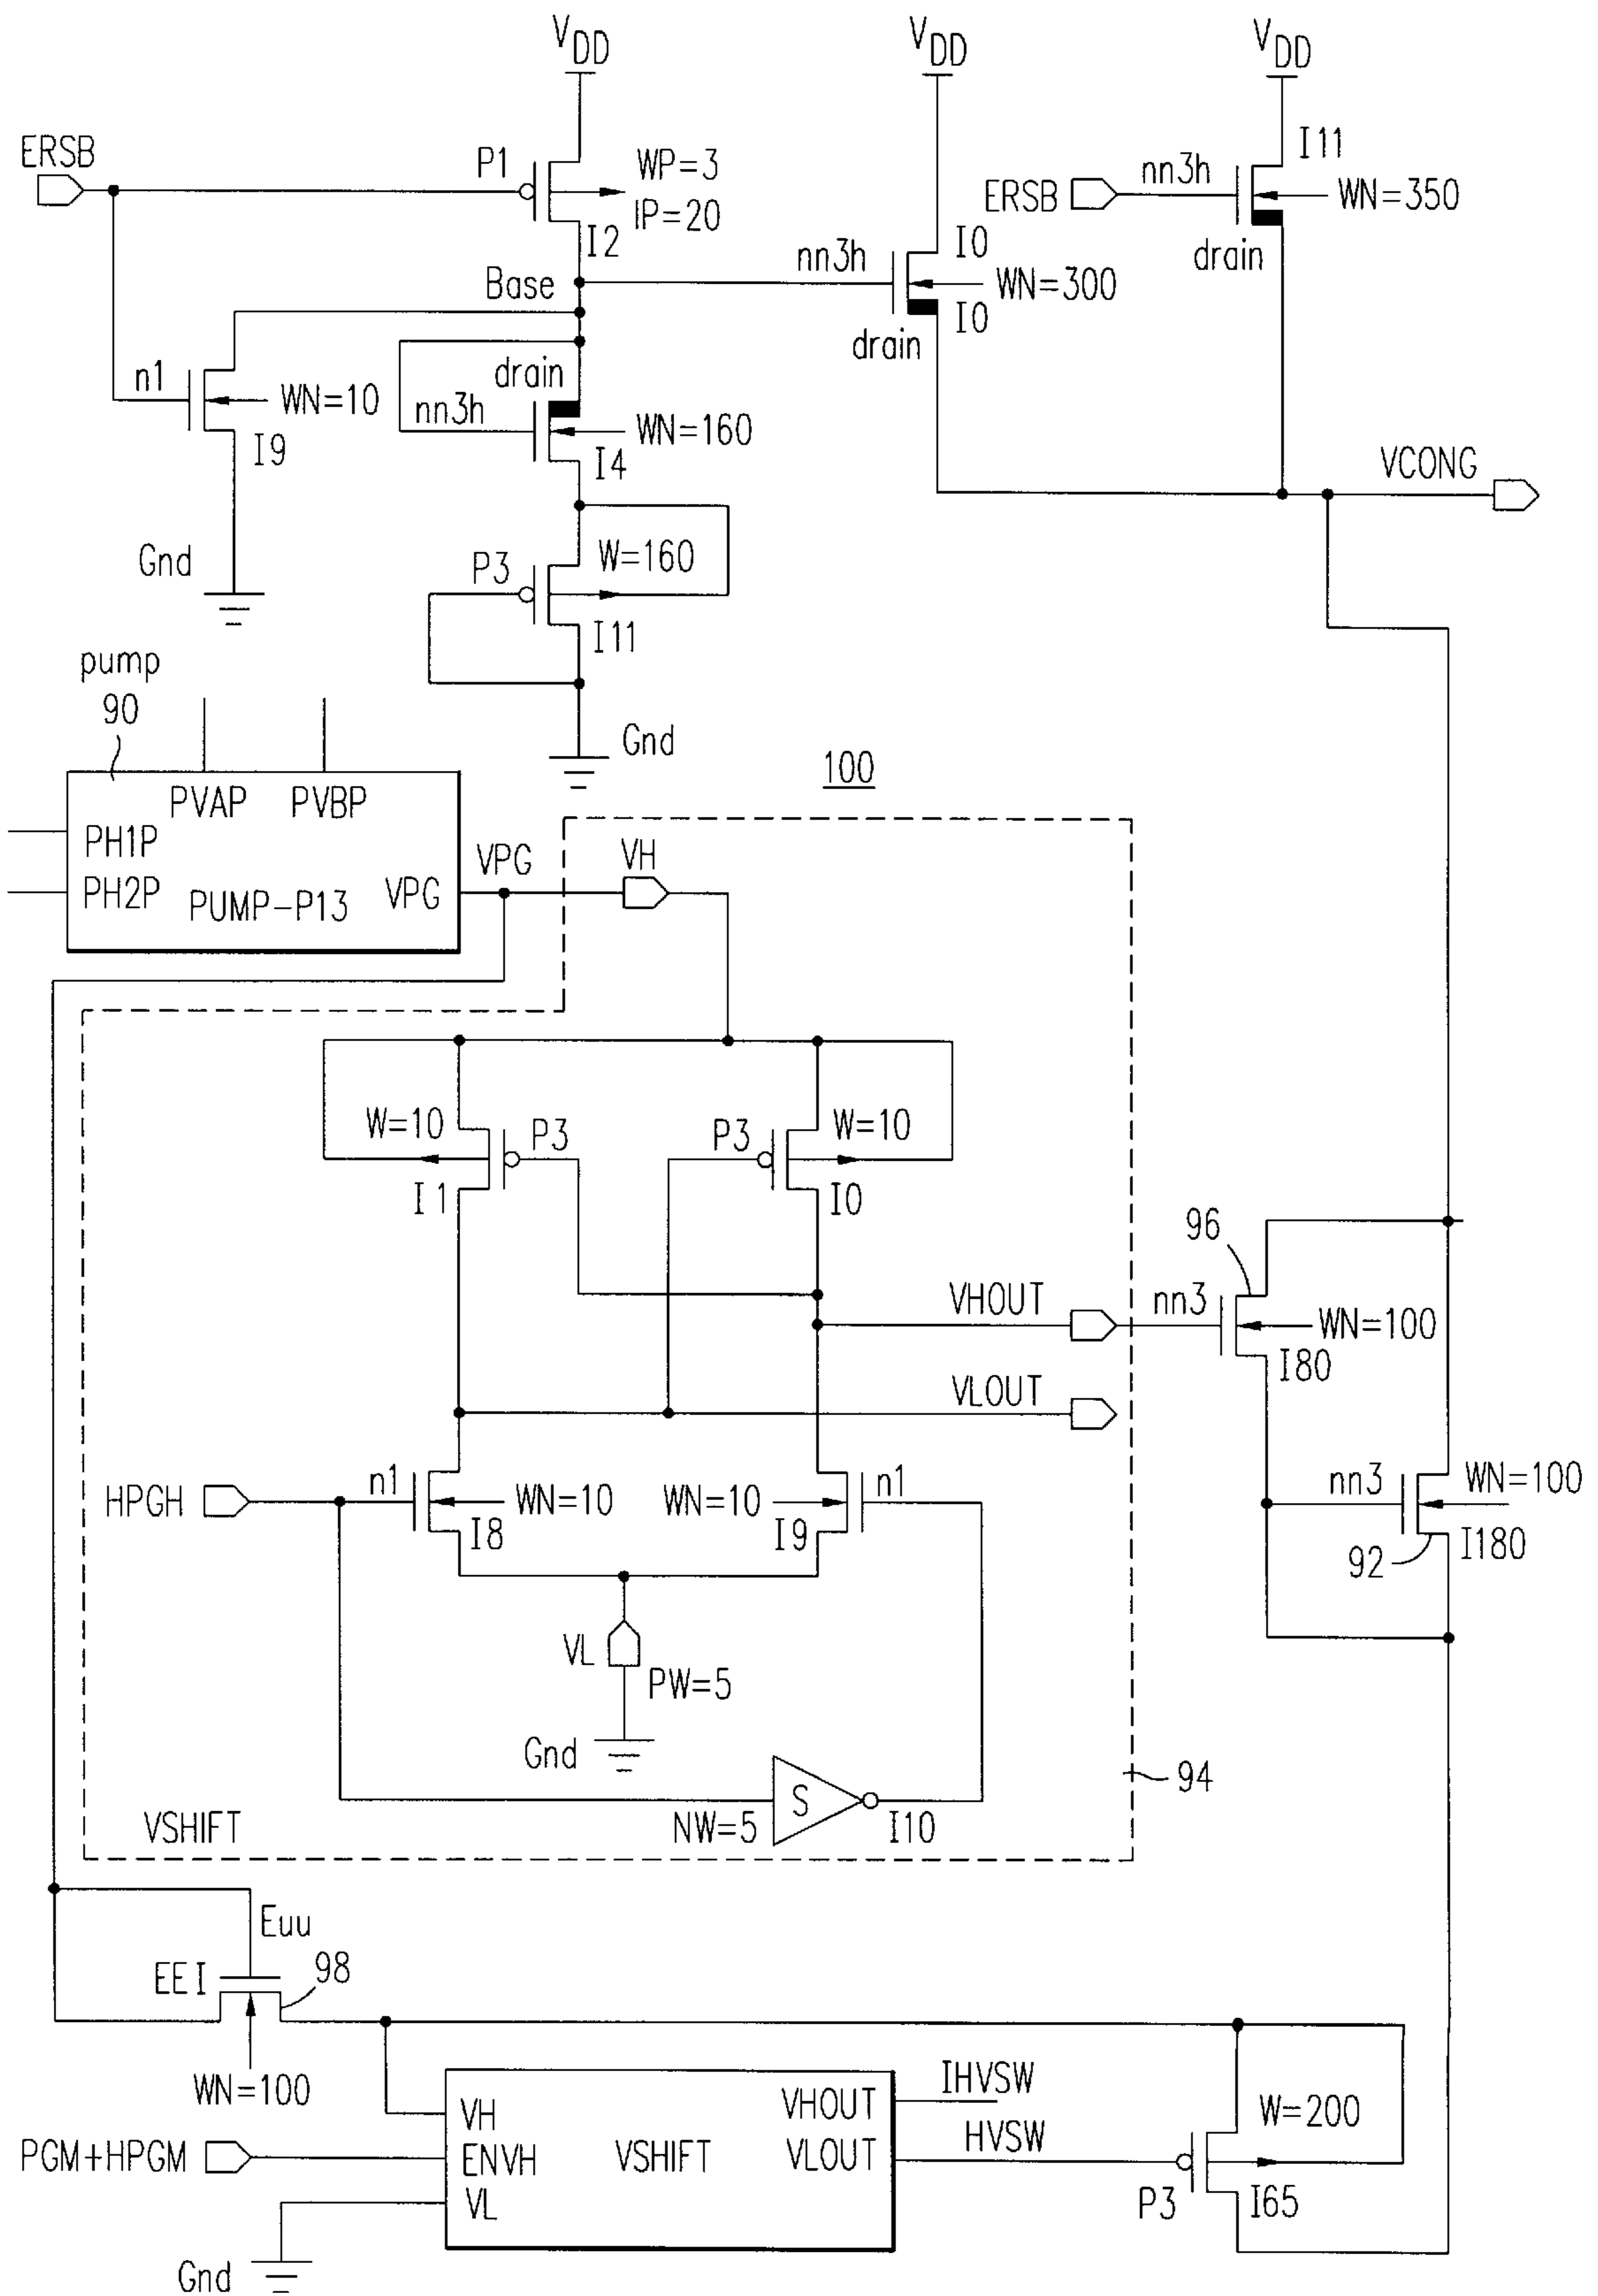 VDD
VDD
VDD
ERSB
P1
WP=3
IP=20
I2
nn3h
I11
ERSB
WN=350
drain
Base
nn3h
I0
WN=300
I0
drain
n1
WN=10
I9
drain
nn3h
WN=160
I4
VCONG
Gnd
P3
W=160
I11
Gnd
pump
90
PVAP
PVBP
PH1P
PH2P
PUMP-P13
VPG
VPG
VH
100
W=10
P3
I1
P3
W=10
I0
96
VHOUT
nn3
WN=100
I80
VLOUT
HPGH
n1
WN=10
I8
WN=10
n1
I9
nn3
WN=100
92
I180
VL
PW=5
Gnd
S
NW=5
I10
94
VSHIFT
Euu
EEI
98
WN=100
VH
VHOUT
IHVSW
W=200
PGM+HPGM
ENVH
VSHIFT
VLOUT
HVSW
VL
P3
I65
Gnd